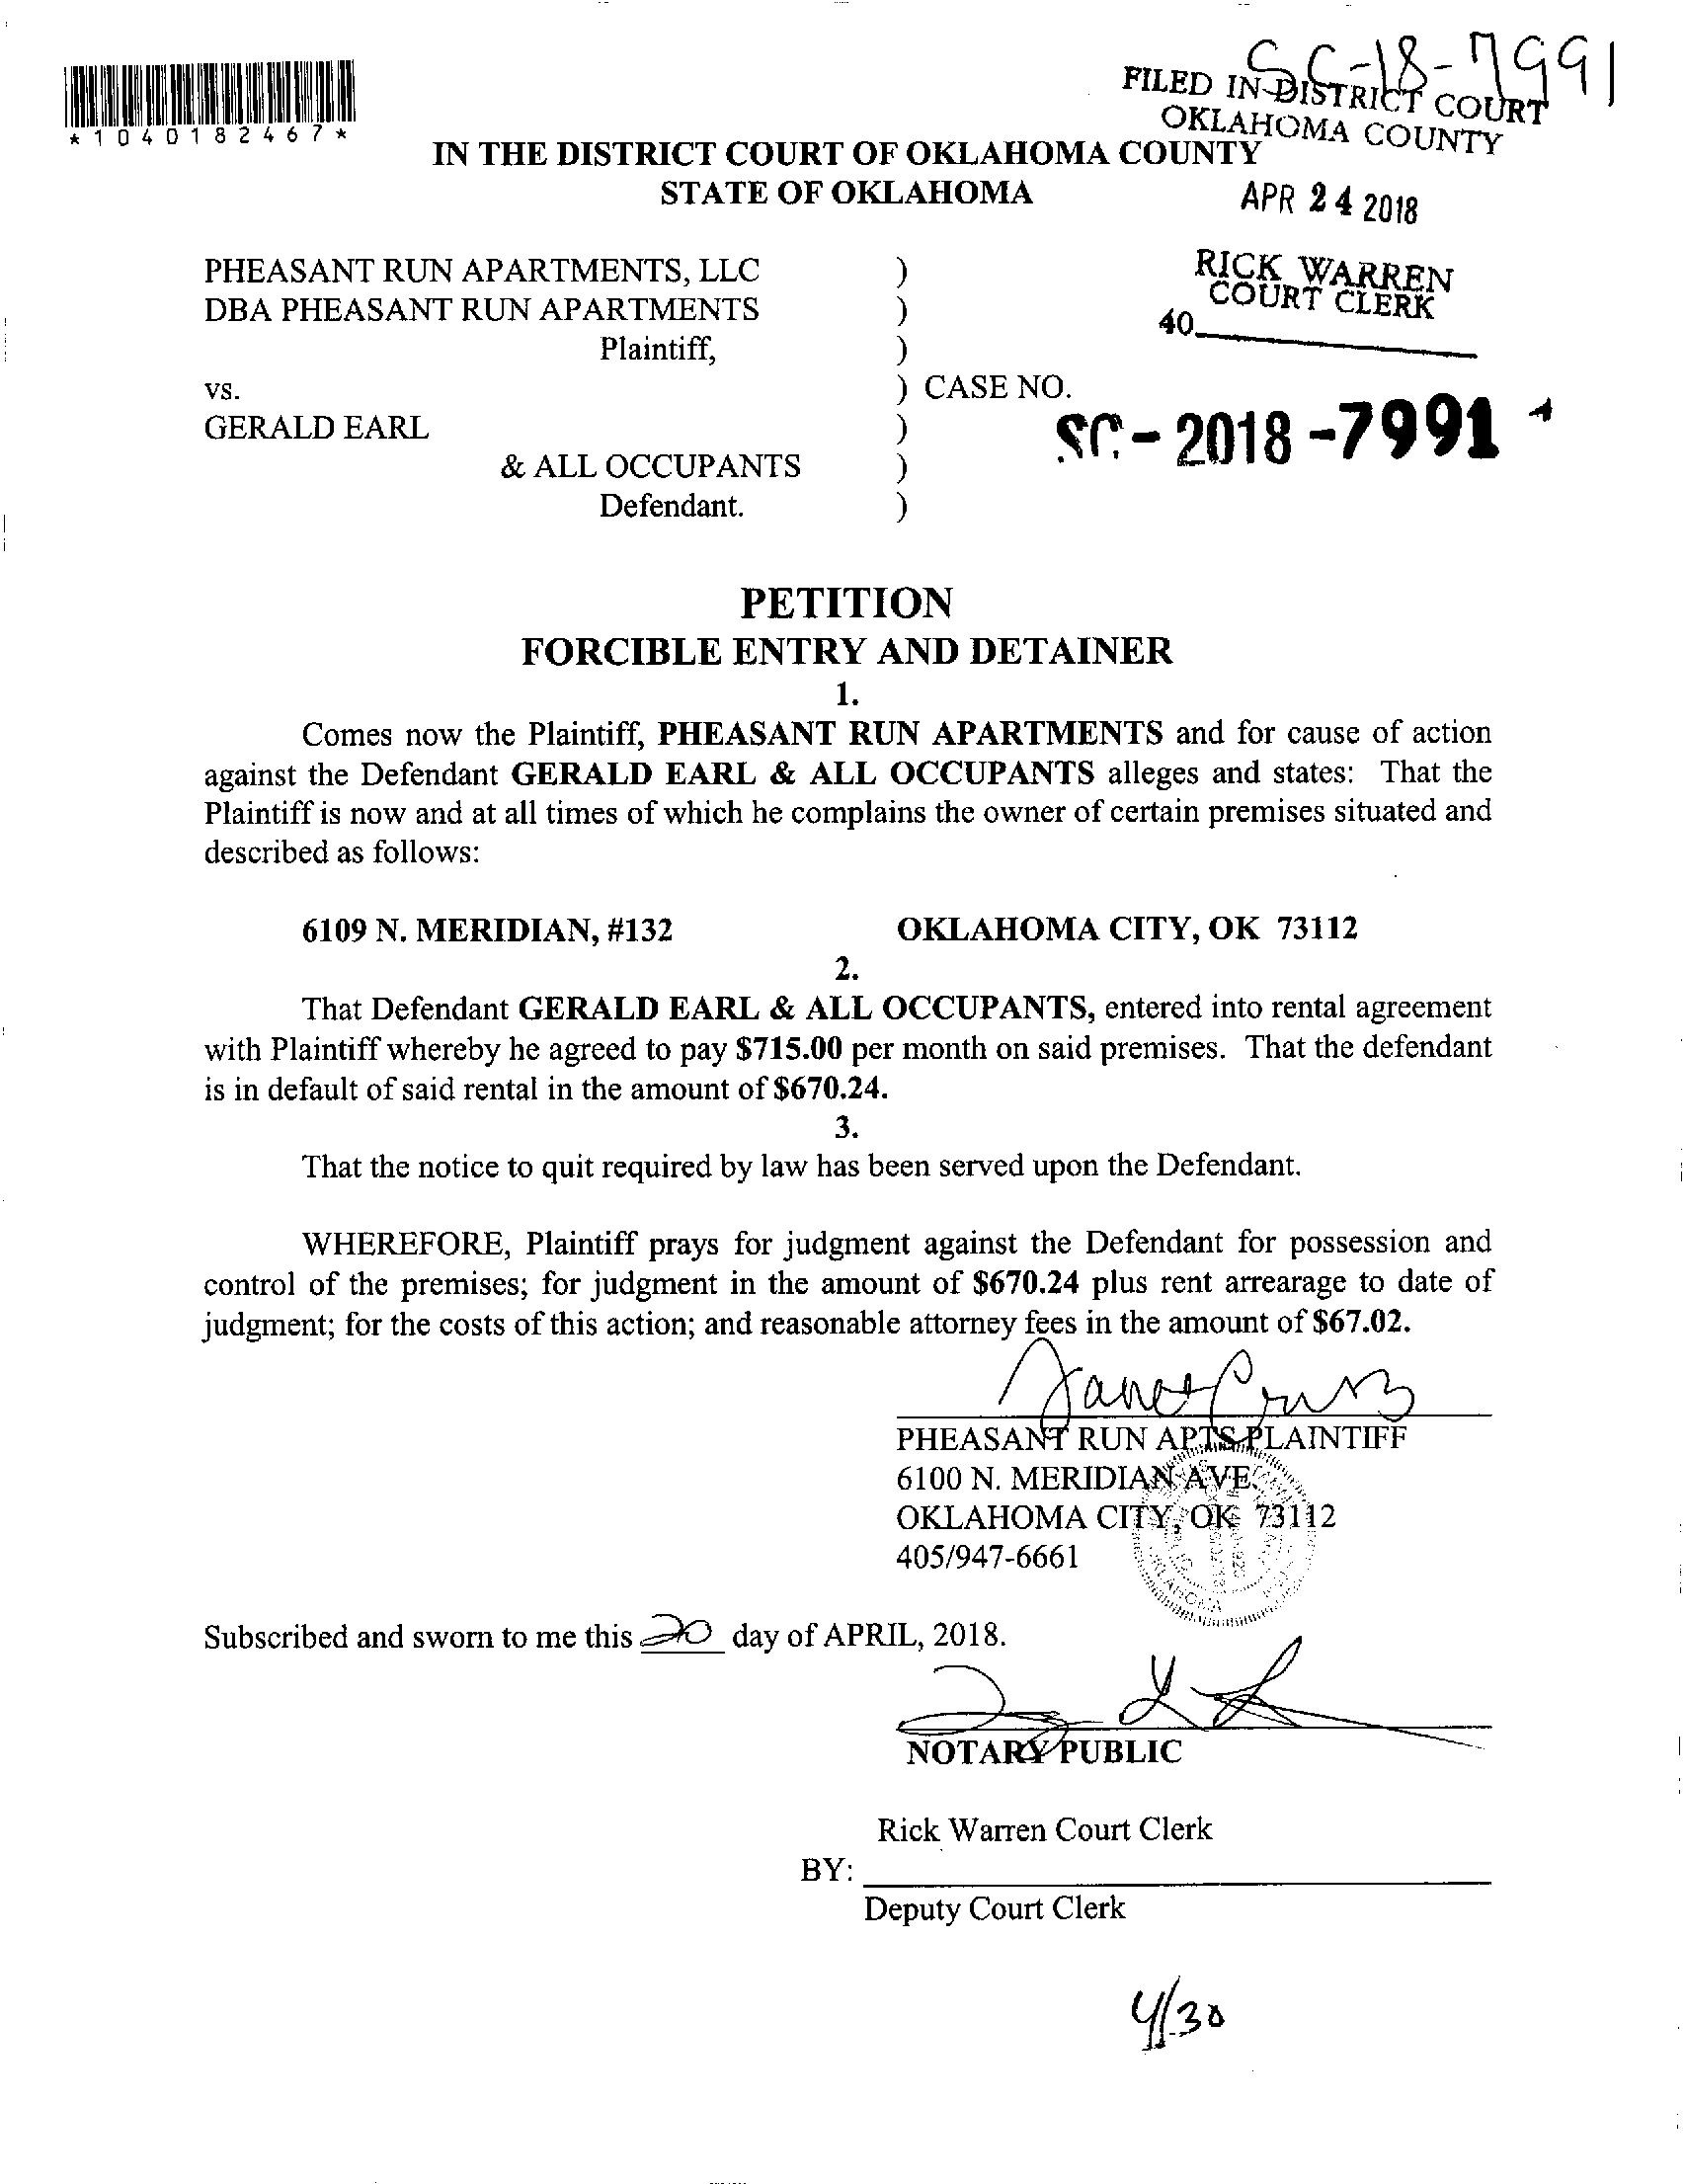 SC-18-7991
*1040182467*
FILED IN DISTRICT COURT
OKLAHOMA COUNTY
IN THE DISTRICT COURT OF OKLAHOMA COUNTY
STATE OF OKLAHOMA
APR 24 2018
RICK WARREN
COURT CLERK
40
PHEASANT RUN APARTMENTS, LLC )
DBA PHEASANT RUN APARTMENTS )
Plaintiff, )
vs. ) CASE NO.
GERALD EARL )
SC-2018-7991
& ALL OCCUPANTS )
Defendant. )
PETITION
FORCIBLE ENTRY AND DETAINER
1.
Comes now the Plaintiff, PHEASANT RUN APARTMENTS and for cause of action
against the Defendant GERALD EARL & ALL OCCUPANTS alleges and states: That the
Plaintiff is now and at all times of which he complains the owner of certain premises situated and
described as follows:
6109 N. MERIDIAN, #132 OKLAHOMA CITY, OK 73112
2.
That Defendant GERALD EARL & ALL OCCUPANTS, entered into rental agreement
with Plaintiff whereby he agreed to pay $715.00 per month on said premises. That the defendant
is in default of said rental in the amount of $670.24.
3.
That the notice to quit required by law has been served upon the Defendant.
WHEREFORE, Plaintiff prays for judgment against the Defendant for possession and
control of the premises; for judgment in the amount of $670.24 plus rent arrearage to date of
judgment; for the costs of this action; and reasonable attorney fees in the amount of $67.02.
Janet Cruz
PHEASANT RUN APTS PLAINTIFF
6100 N. MERIDIAN AVE.
OKLAHOMA CITY, OK 73112
405/947-6661
Subscribed and sworn to me this 20 day of APRIL, 2018.
NOTARY PUBLIC
Rick Warren Court Clerk
BY:
Deputy Court Clerk
4/30